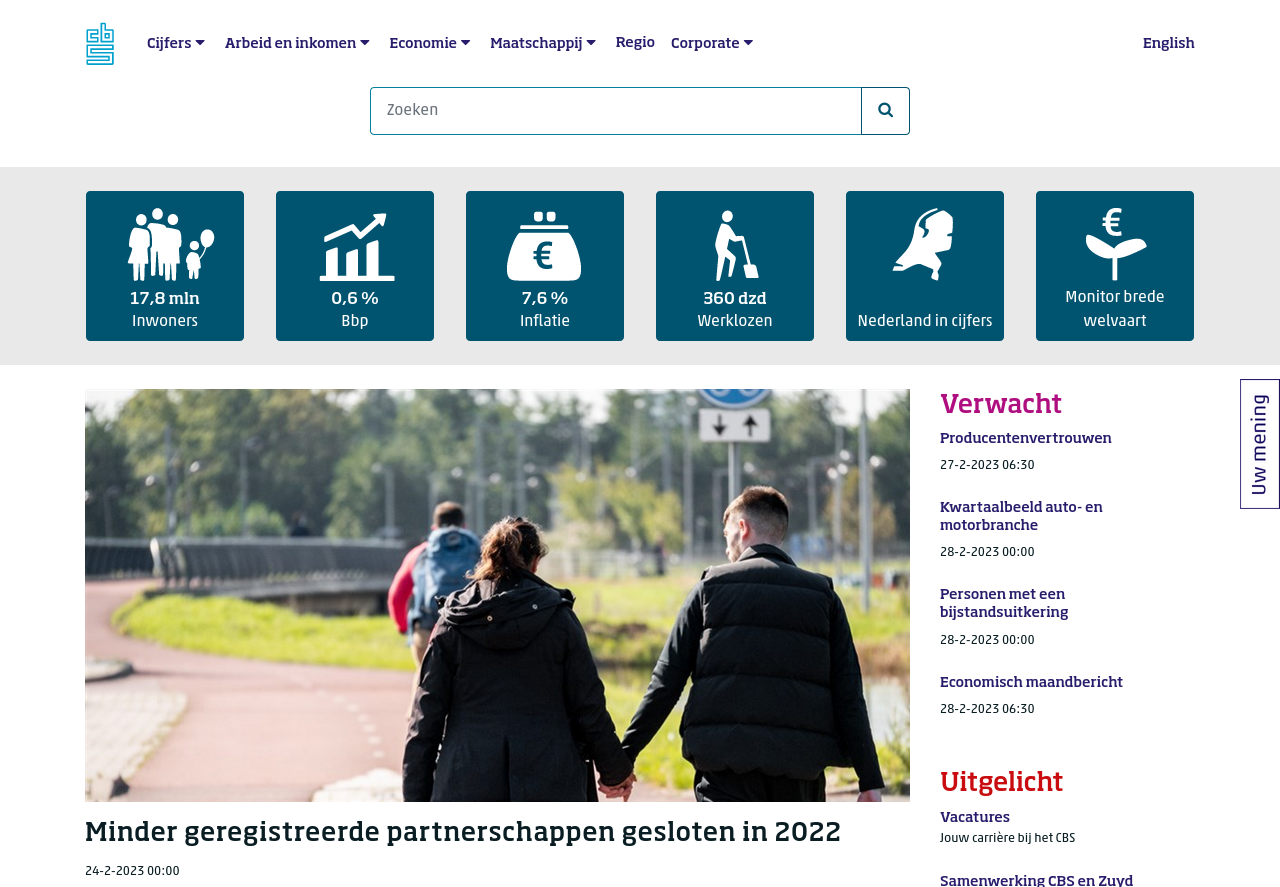 cb
Cijfers
Arbeid en inkomen
Economie
Maatschappij
Regio
Corporate
English
Zoeken
17,8 mln
Inwoners
0,6 %
Bbp
€
7,6 %
Inflatie
360 dzd
Werklozen
Nederland in cijfers
€
Monitor brede
welvaart
Minder geregistreerde partnerschappen gesloten in 2022
24-2-2023 00:00
Verwacht
Producentenvertrouwen
27-2-2023 06:30
Kwartaalbeeld auto- en
motorbranche
28-2-2023 00:00
Personen met een
bijstandsuitkering
28-2-2023 00:00
Economisch maandbericht
28-2-2023 06:30
Uitgelicht
Vacatures
Jouw carrière bij het CBS
Samenwerking CBS en Zuyd
Uw mening